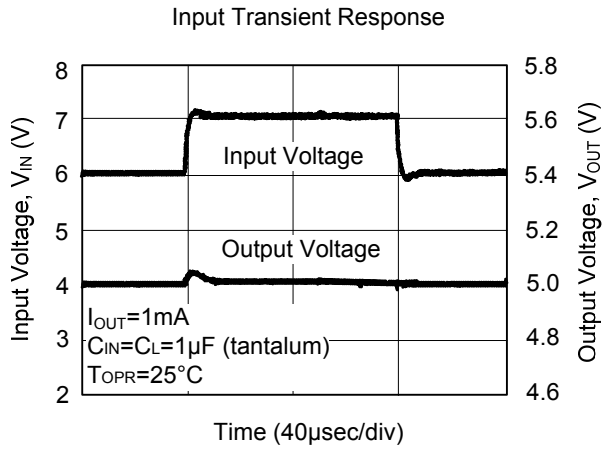 Input Transient Response
8
7
6
5
4
3
2
Input Voltage, VIN (V)
5.8
5.6
5.4
5.2
5.0
4.8
4.6
Output Voltage, VOUT (V)
Input Voltage
Output Voltage
IOUT=1mA
CIN=CL=1µF (tantalum)
TOPR=25°C
Time (40µsec/div)